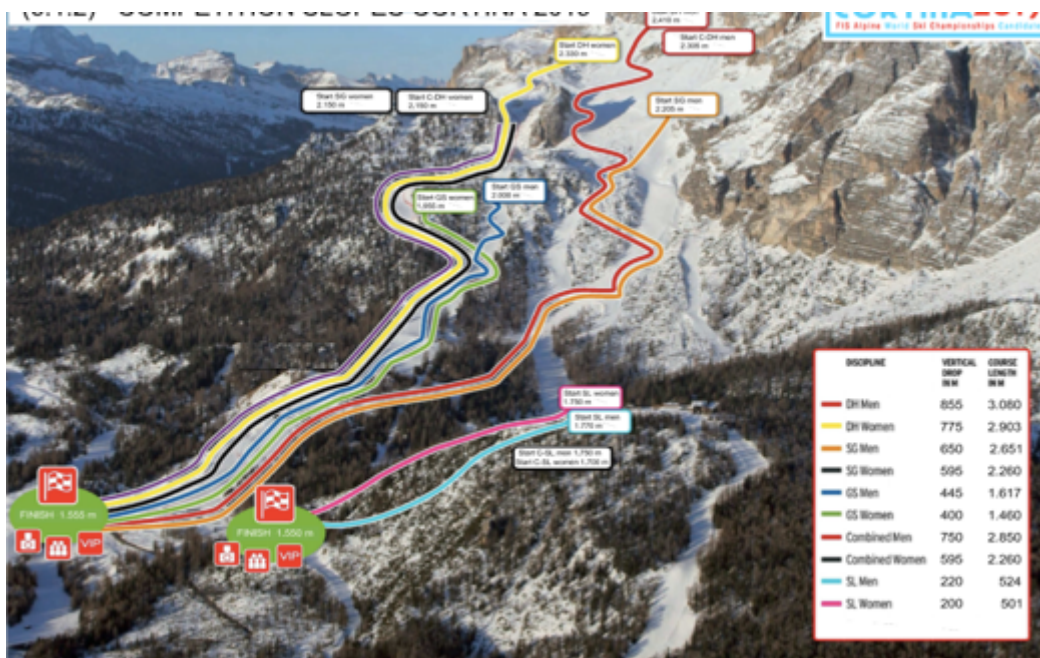 COMPETITION SLOPES CORTINA 2019
CORTINA 2019
FIS Alpine World Ski Championships Candidate
2.410 m
Start C-DH men
2.305 m
Start DH women
2.330 m
Start SG women
2.150 m
Start C-DH women
2,150 m
Start SG men
2.205 m
Start GS men
2.000 m
Start GS women
1.955 m
Start SL women
1.750 m
Start SL men
1.770 m
Start C-SL men 1.750 m
Start C-SL women 1.700 m
FINISH 1.555 m
VIP
FINISH 1.550 m
VIP
DISCIPLINE VERTICAL DROP IN M COURSE LENGTH IN M
DH Men 855 3.080
DH Women 775 2.903
SG Men 650 2.651
SG Women 595 2.260
GS Men 445 1.617
GS Women 400 1.460
Combined Men 750 2.850
Combined Women 595 2.260
SL Men 220 524
SL Women 200 501